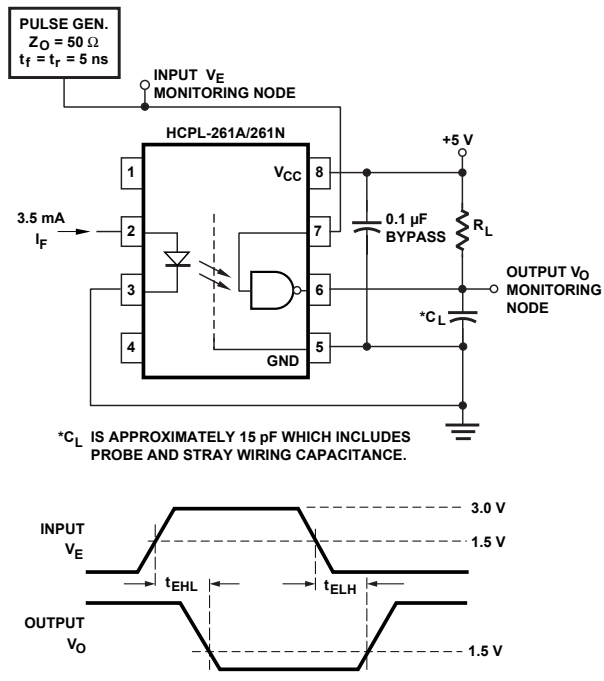 PULSE GEN.
Z_O = 50 Ω
t_f = t_r = 5 ns
INPUT V_E
MONITORING NODE
HCPL-261A/261N
+5 V
1
V_CC
8
3.5 mA
I_F
2
7
0.1 µF
BYPASS
R_L
3
6
OUTPUT V_O
MONITORING
NODE
*C_L
4
GND
5
*C_L IS APPROXIMATELY 15 pF WHICH INCLUDES
PROBE AND STRAY WIRING CAPACITANCE.
INPUT
V_E
3.0 V
1.5 V
t_EHL
t_ELH
OUTPUT
V_O
1.5 V